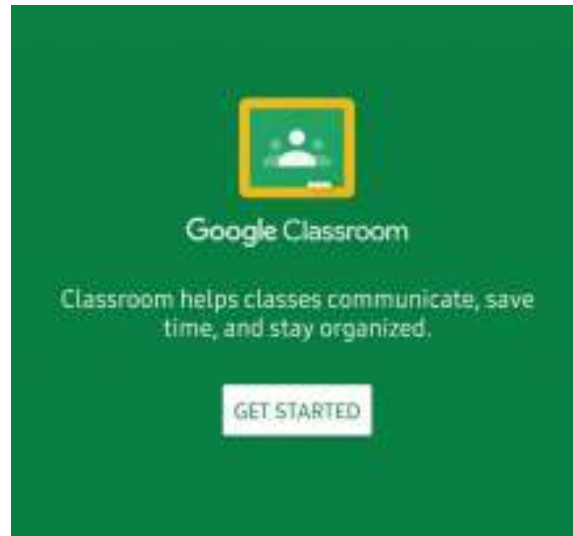 Google Classroom
Classroom helps classes communicate, save
time, and stay organized.
GET STARTED